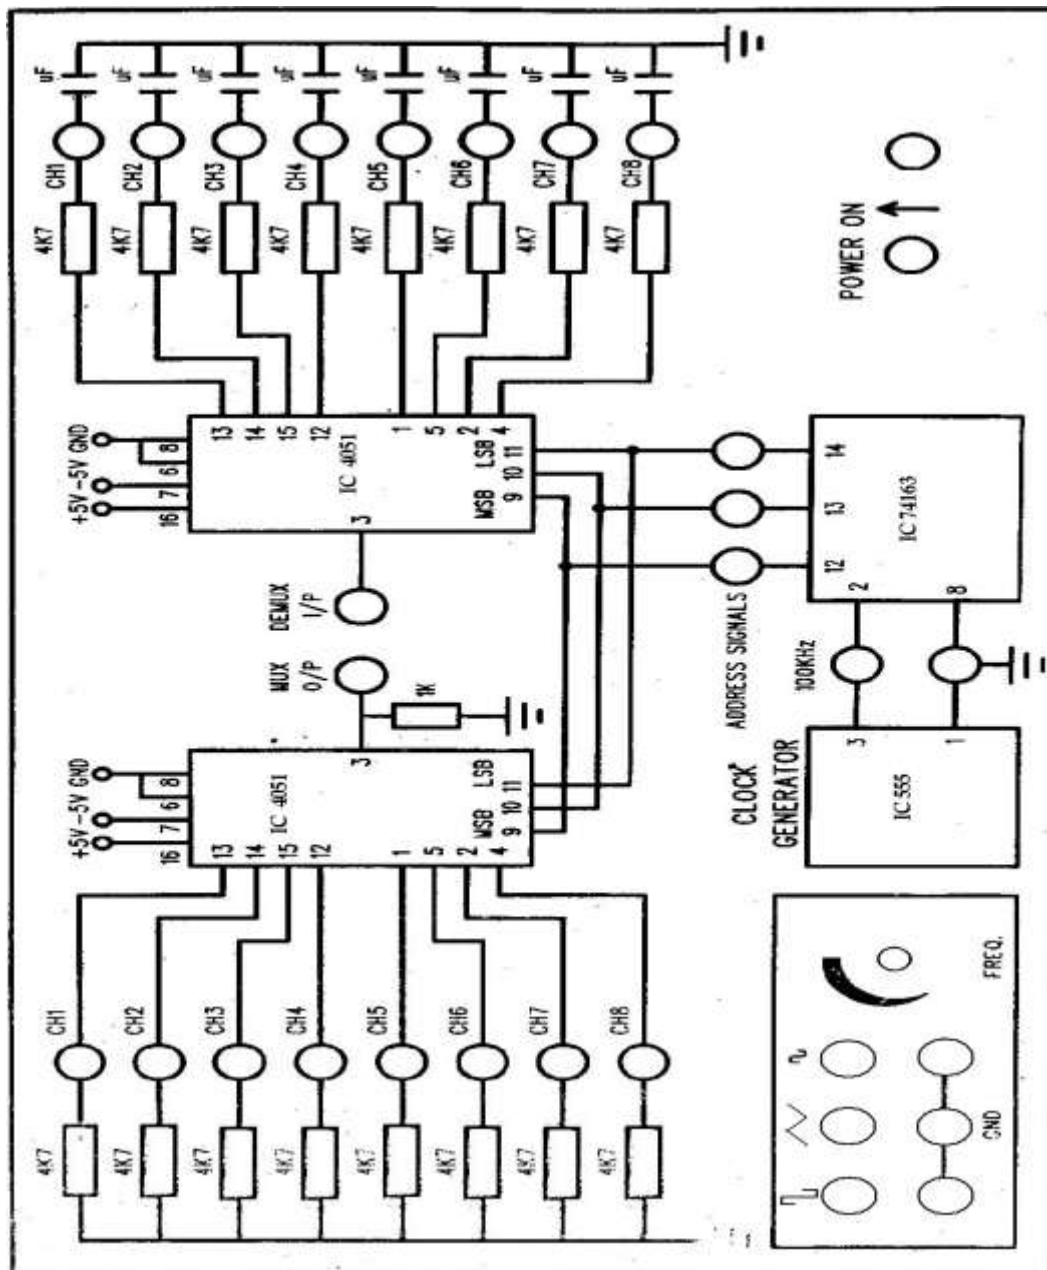 4K7 CH1 +5V -5V GND +5V -5V GND 4K7 CH1 uF
4K7 CH2 4K7 CH2 uF
16 7 6 8 16 7 6 8
4K7 CH3 13 13 4K7 CH3 uF
14 14
4K7 CH4 IC 4051 MUX O/P DEMUX I/P IC 4051 4K7 CH4 uF
15 15
12 12
4K7 CH5 3 3 4K7 CH5 uF
1 1
4K7 CH6 5 1K 5 4K7 CH6 uF
2 2
4K7 CH7 MSB LSB MSB LSB 4K7 CH7 uF
4 4
9 10 11 9 10 11
4K7 CH8 4K7 CH8 uF
ADDRESS SIGNALS
CLOCK GENERATOR 100KHz
12 13 14
3 2
IC 555 IC 74163
1 8
POWER ON
GND FREQ.